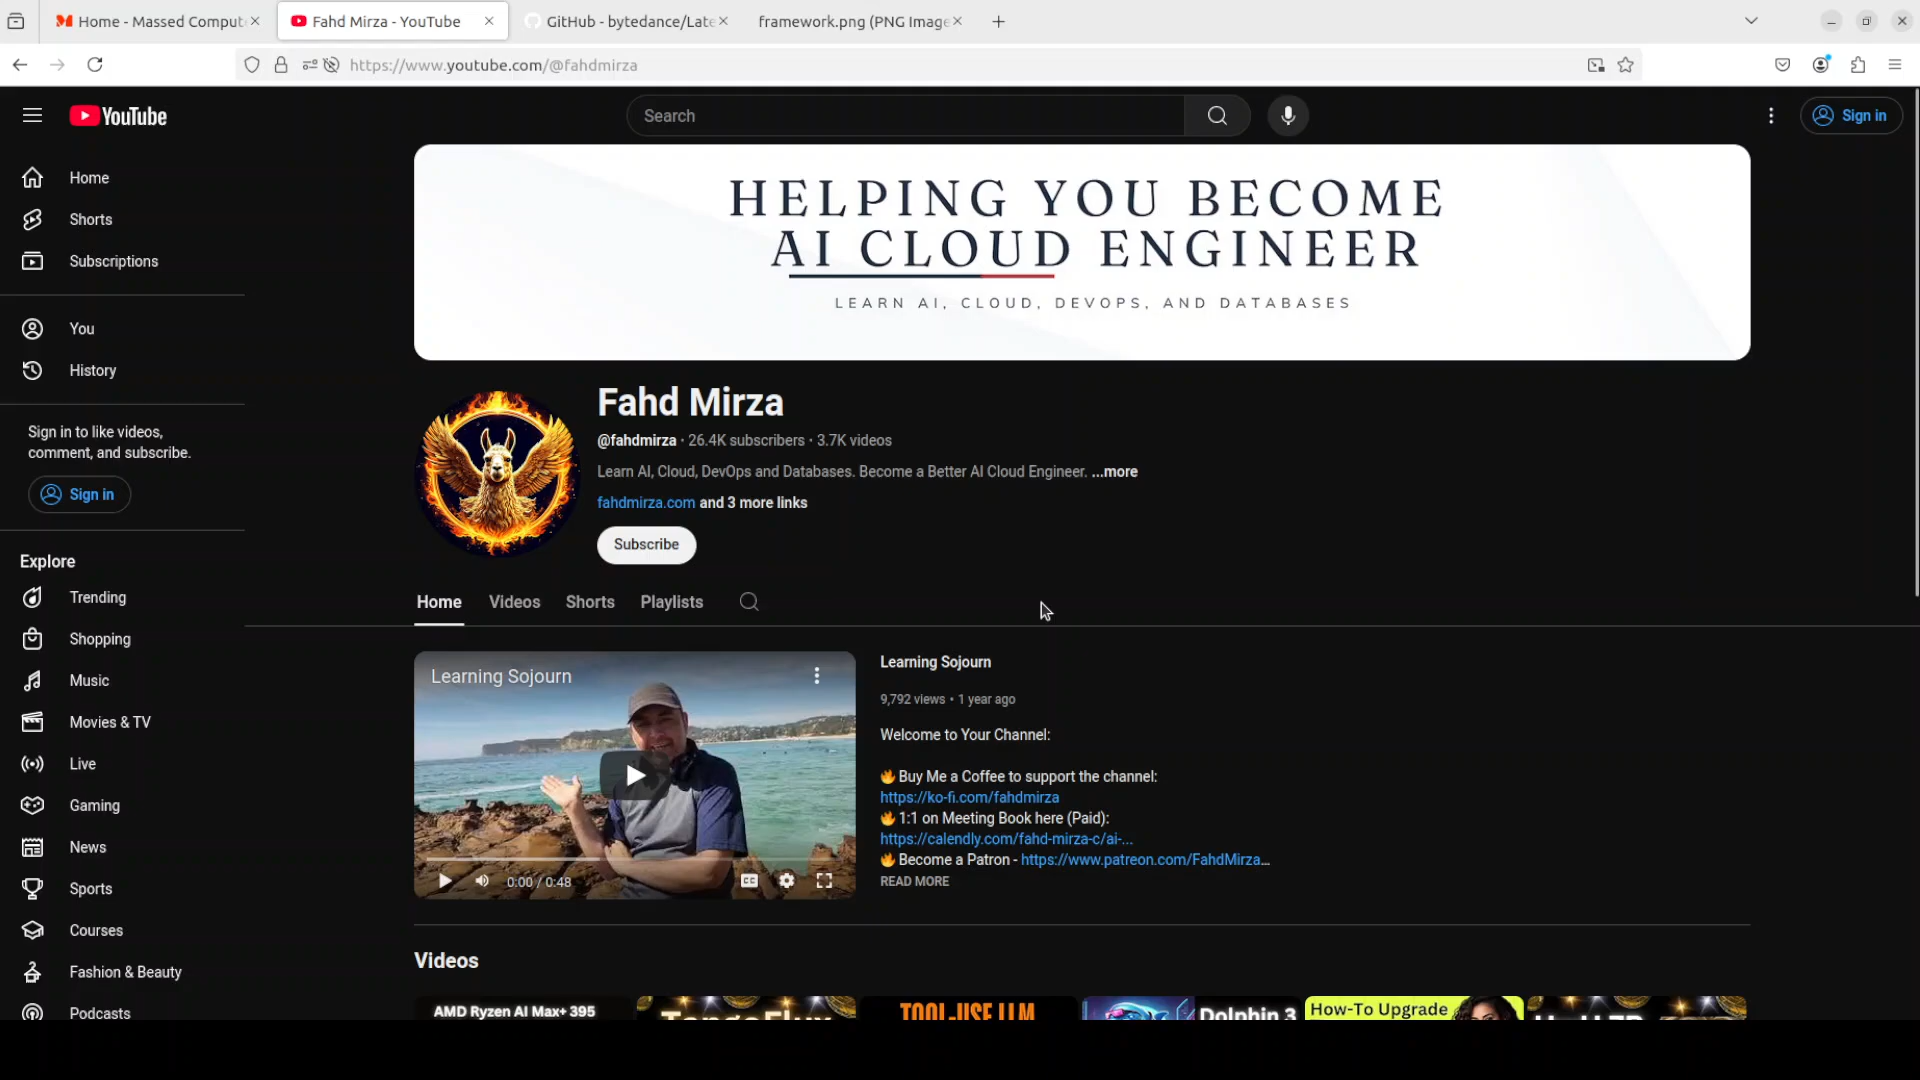 Home - Massed Comput
Fahd Mirza - YouTube
GitHub - bytedance/Late
framework.png (PNG Image
https://www.youtube.com/@fahdmirza
YouTube
Search
Sign in
Home
Shorts
Subscriptions
You
History
Sign in to like videos,
comment, and subscribe.
Sign in
Explore
Trending
Shopping
Music
Movies & TV
Live
Gaming
News
Sports
Courses
Fashion & Beauty
Podcasts
HELPING YOU BECOME
AI CLOUD ENGINEER
LEARN AI, CLOUD, DEVOPS, AND DATABASES
Fahd Mirza
@fahdmirza · 26.4K subscribers · 3.7K videos
Learn AI, Cloud, DevOps and Databases. Become a Better AI Cloud Engineer. ...more
fahdmirza.com and 3 more links
Subscribe
Home Videos Shorts Playlists
Learning Sojourn
0:00 / 0:48
Learning Sojourn
9,792 views • 1 year ago
Welcome to Your Channel:
🔥Buy Me a Coffee to support the channel:
https://ko-fi.com/fahdmirza
🔥1:1 on Meeting Book here (Paid):
https://calendly.com/fahd-mirza-c/ai-...
🔥Become a Patron - https://www.patreon.com/FahdMirza...
READ MORE
Videos
AMD Ryzen AI Max+ 395
TangoFlux
TOOL-USE LLM
Dolphin 3
How-To Upgrade